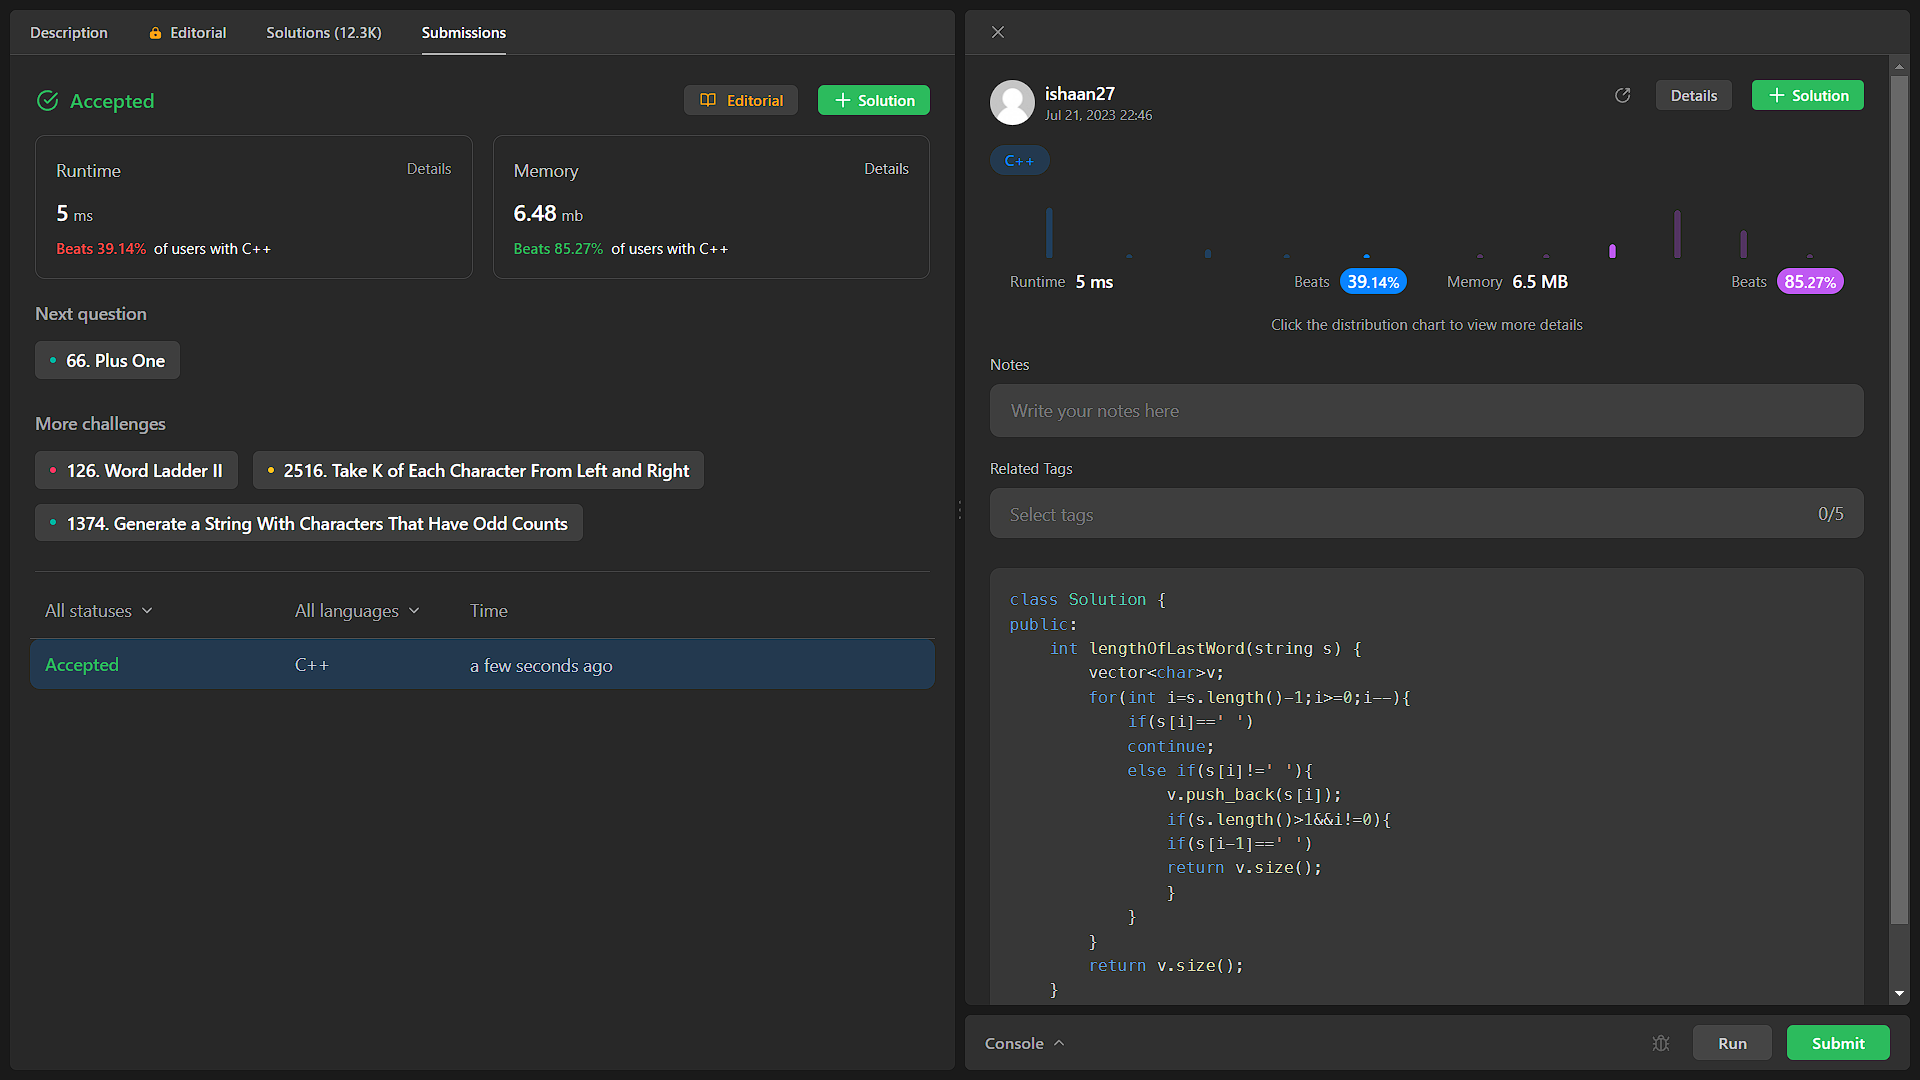 Description Editorial Solutions (12.3K) Submissions
Accepted Editorial Solution
Runtime Details
5 ms
Beats 39.14% of users with C++
Memory Details
6.48 mb
Beats 85.27% of users with C++
Next question
66. Plus One
More challenges
126. Word Ladder II 2516. Take K of Each Character From Left and Right
1374. Generate a String With Characters That Have Odd Counts
All statuses All languages Time
Accepted C++ a few seconds ago
ishaan27 Details Solution
Jul 21, 2023 22:46
C++
Runtime 5 ms Beats 39.14% Memory 6.5 MB Beats 85.27%
Click the distribution chart to view more details
Notes
Write your notes here
Related Tags
Select tags 0/5
class Solution {
public:
    int lengthOfLastWord(string s) {
        vector<char>v;
        for(int i=s.length()-1;i>=0;i--){
            if(s[i]==' ')
            continue;
            else if(s[i]!=' '){
                v.push_back(s[i]);
                if(s.length()>1&&i!=0){
                if(s[i-1]==' ')
                return v.size();
                }
            }
        }
        return v.size();
    }
Console Run Submit